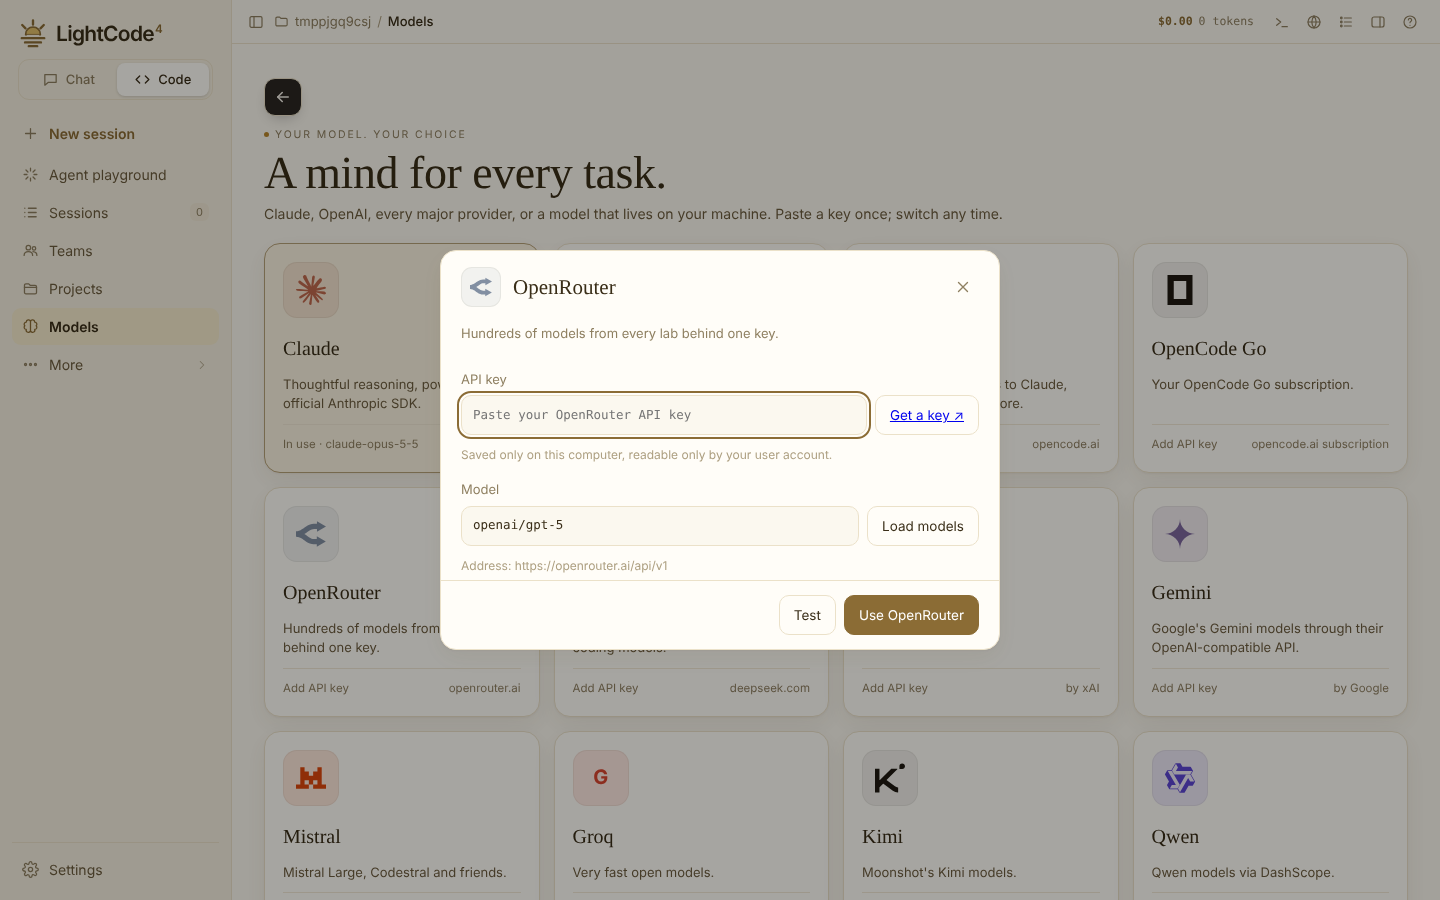 LightCode4
Chat
Code
New session
Agent playground
Sessions
0
Teams
Projects
Models
More
Settings
tmppjgq9csj / Models
$0.00 0 tokens
YOUR MODEL. YOUR CHOICE
A mind for every task.
Claude, OpenAI, every major provider, or a model that lives on your machine. Paste a key once; switch any time.
Claude
Thoughtful reasoning,
official Anthropic SDK.
In use · claude-opus-5-5
to Claude,
opencode.ai
OpenCode Go
Your OpenCode Go subscription.
Add API key
opencode.ai subscription
OpenRouter
Hundreds of models from every lab behind one key.
API key
Paste your OpenRouter API key
Get a key ↗
Saved only on this computer, readable only by your user account.
Model
openai/gpt-5
Load models
Address: https://openrouter.ai/api/v1
Test
Use OpenRouter
OpenRouter
Hundreds of models from
behind one key.
Add API key
openrouter.ai
Add API key
deepseek.com
Add API key
by xAI
Gemini
Google's Gemini models through their
OpenAI-compatible API.
Add API key
by Google
Mistral
Mistral Large, Codestral and friends.
G
Groq
Very fast open models.
Kimi
Moonshot's Kimi models.
Qwen
Qwen models via DashScope.